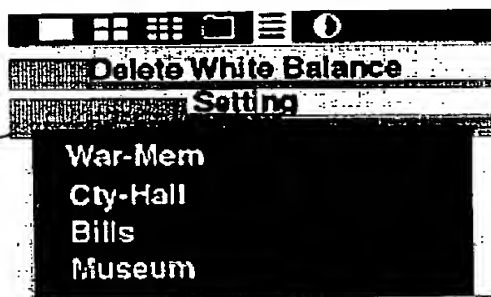 Delete White Balance
Setting
War-Mem
Cty-Hall
Bills
Museum